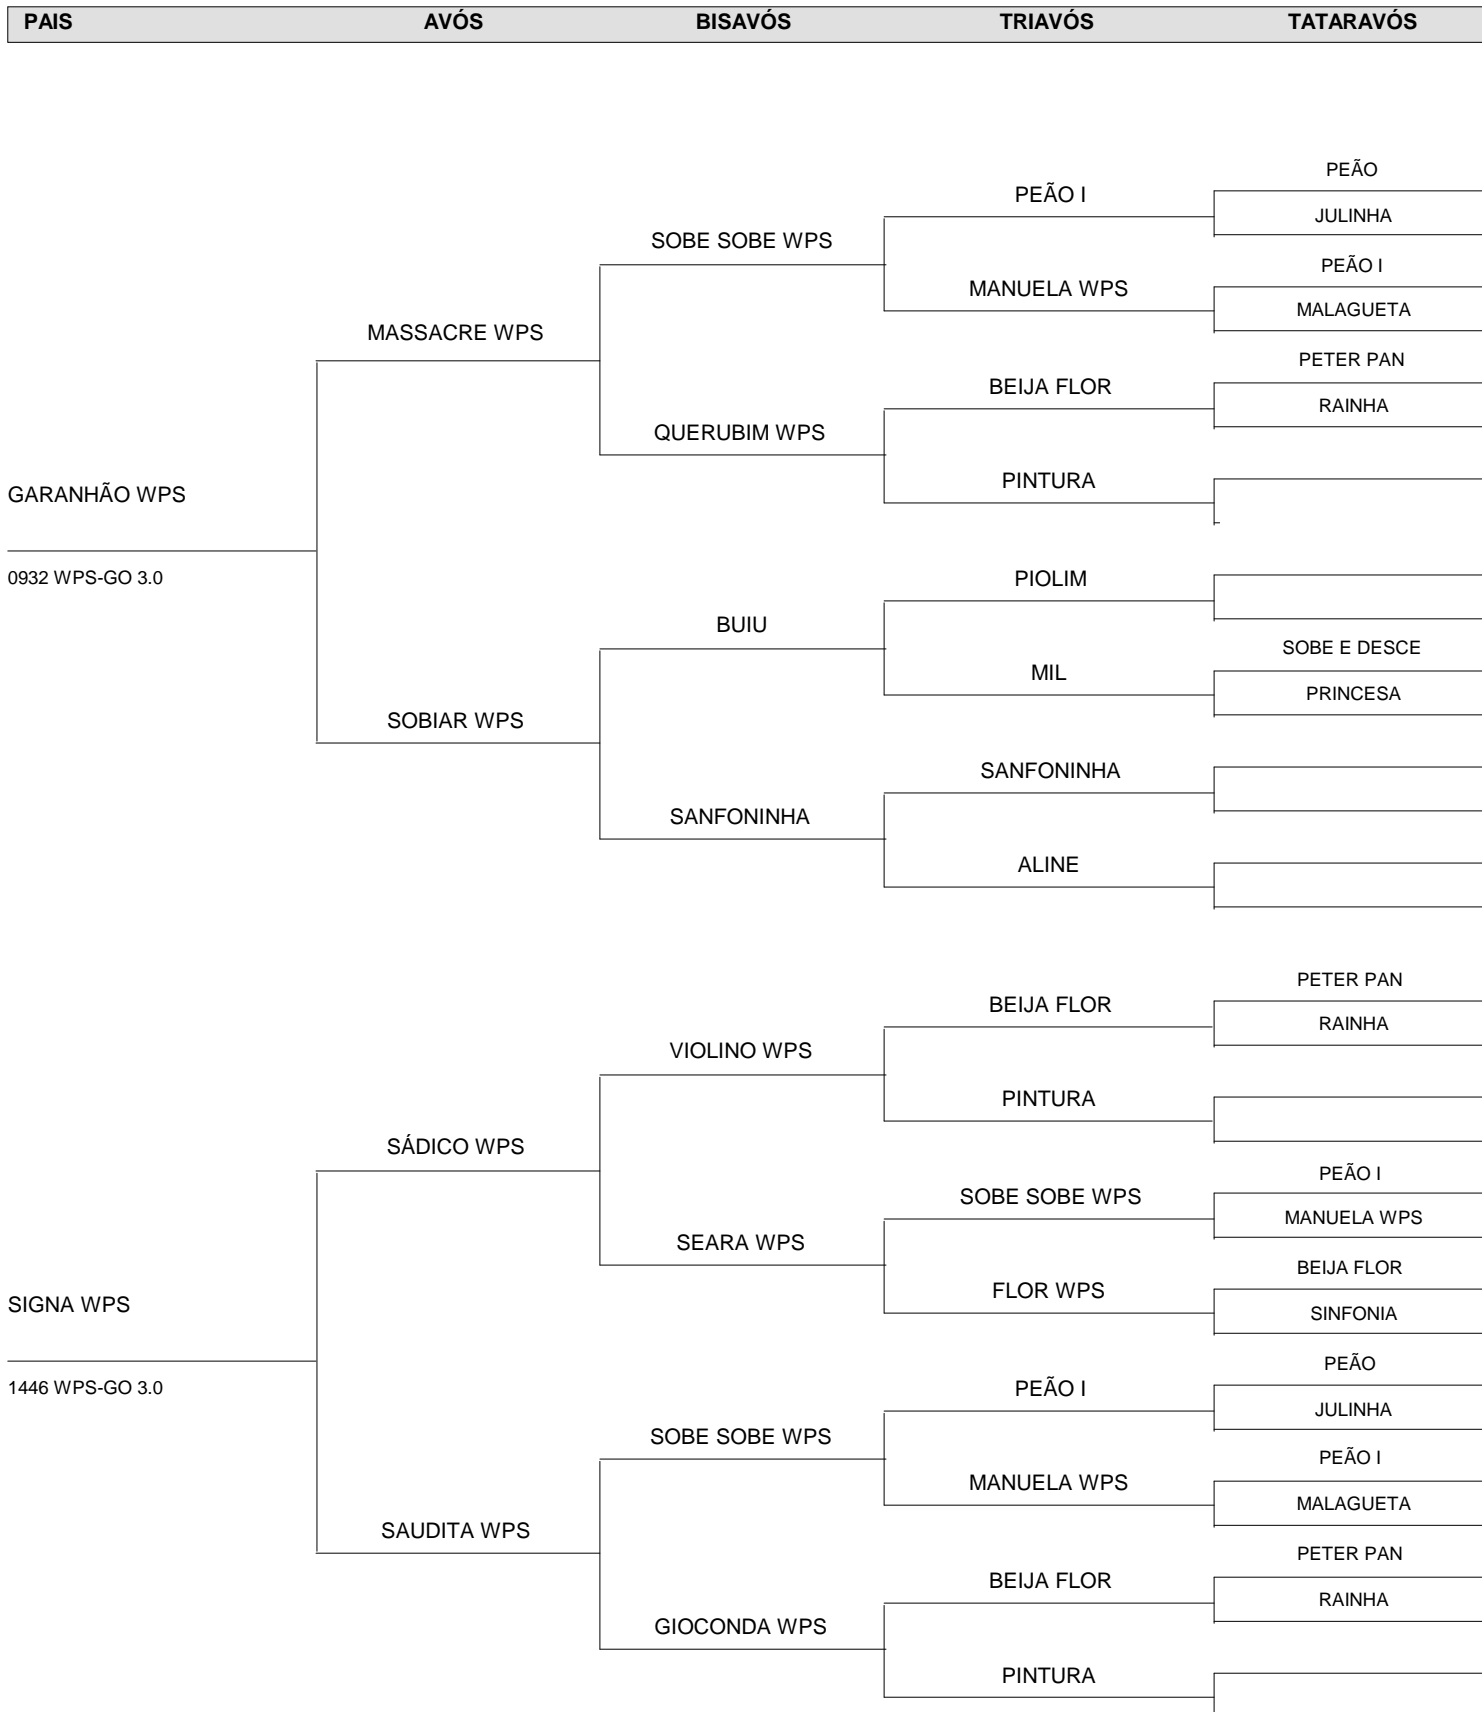 PAIS AVÓS BISAVÓS TRIAVÓS TATARAVÓS
PEÃO
PEÃO I
JULINHA
SOBE SOBE WPS
PEÃO I
MANUELA WPS
MALAGUETA
MASSACRE WPS
PETER PAN
BEIJA FLOR
RAINHA
QUERUBIM WPS
PINTURA
GARANHÃO WPS
0932 WPS-GO 3.0
PIOLIM
BUIU
SOBE E DESCE
MIL
PRINCESA
SOBIAR WPS
SANFONINHA
SANFONINHA
ALINE
PETER PAN
BEIJA FLOR
RAINHA
VIOLINO WPS
PINTURA
SÁDICO WPS
PEÃO I
SOBE SOBE WPS
MANUELA WPS
SEARA WPS
BEIJA FLOR
FLOR WPS
SINFONIA
SIGNA WPS
1446 WPS-GO 3.0
PEÃO
PEÃO I
JULINHA
SOBE SOBE WPS
PEÃO I
MANUELA WPS
MALAGUETA
SAUDITA WPS
PETER PAN
BEIJA FLOR
RAINHA
GIOCONDA WPS
PINTURA